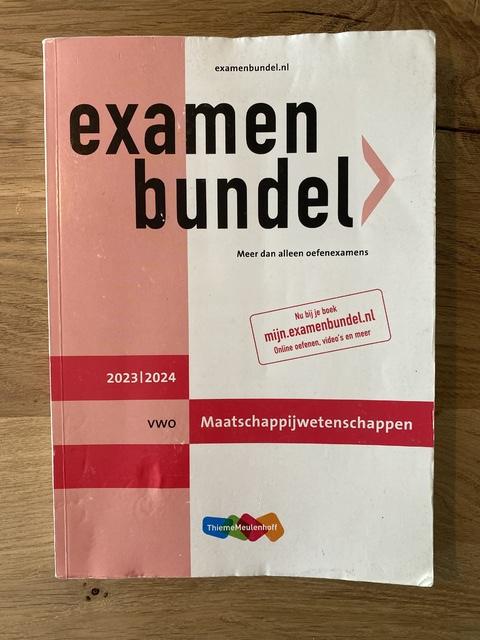 examenbundel.nl
examen
bundel
Meer dan alleen oefenexamens
Nu bij je boek
mijn.examenbundel.nl
Online oefenen, video's en meer
2023|2024
vwo
Maatschappijwetenschappen
ThiemeMeulenhoff